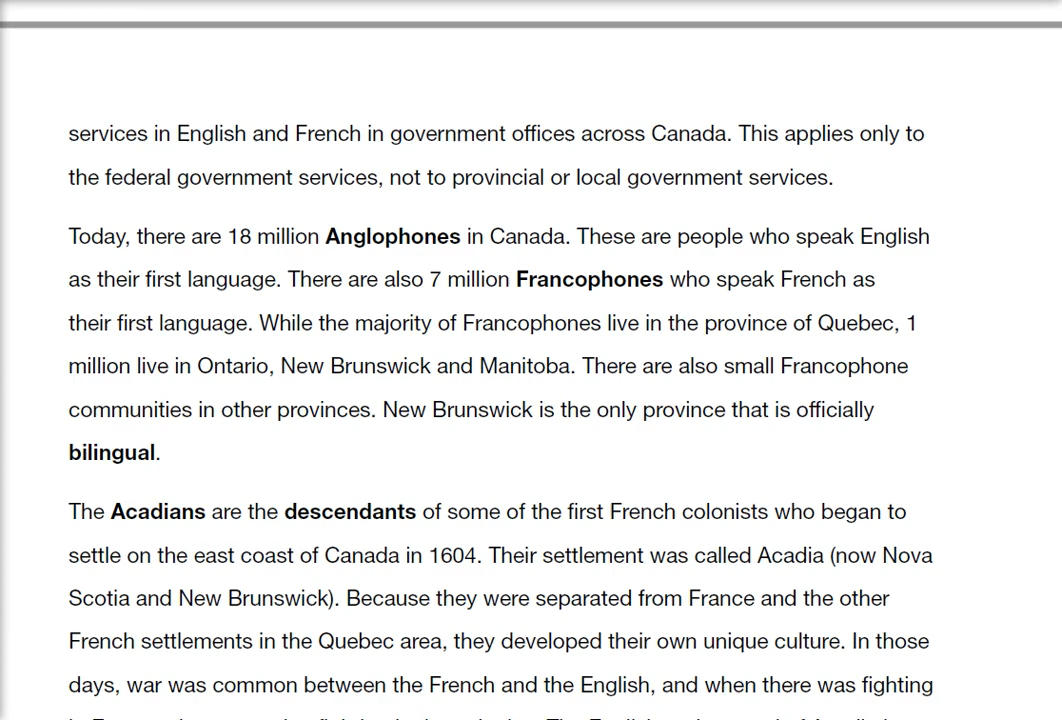 services in English and French in government offices across Canada. This applies only to
the federal government services, not to provincial or local government services.
Today, there are 18 million Anglophones in Canada. These are people who speak English
as their first language. There are also 7 million Francophones who speak French as
their first language. While the majority of Francophones live in the province of Quebec, 1
million live in Ontario, New Brunswick and Manitoba. There are also small Francophone
communities in other provinces. New Brunswick is the only province that is officially
bilingual.
The Acadians are the descendants of some of the first French colonists who began to
settle on the east coast of Canada in 1604. Their settlement was called Acadia (now Nova
Scotia and New Brunswick). Because they were separated from France and the other
French settlements in the Quebec area, they developed their own unique culture. In those
days, war was common between the French and the English, and when there was fighting